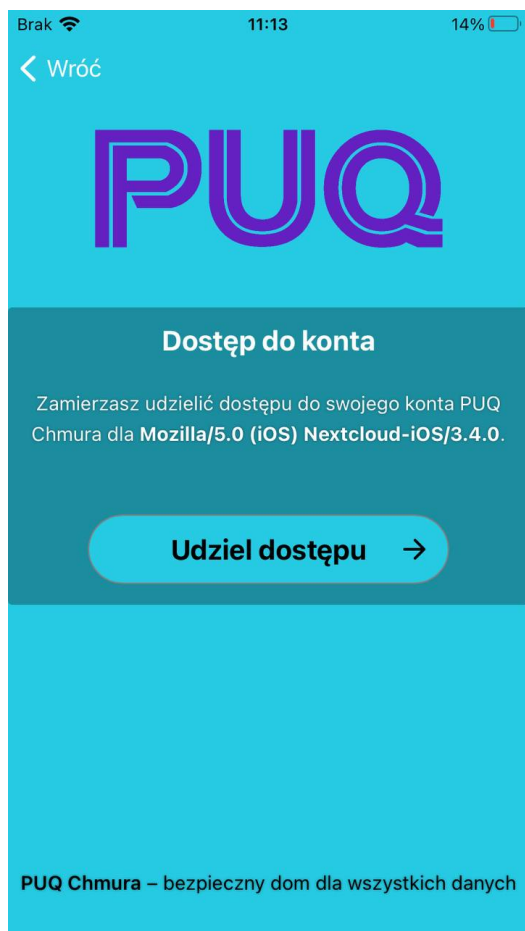 Brak 11:13 14%
Wróć
PUQ
Dostęp do konta
Zamierzasz udzielić dostępu do swojego konta PUQ
Chmura dla Mozilla/5.0 (iOS) Nextcloud-iOS/3.4.0.
Udziel dostępu →
PUQ Chmura – bezpieczny dom dla wszystkich danych